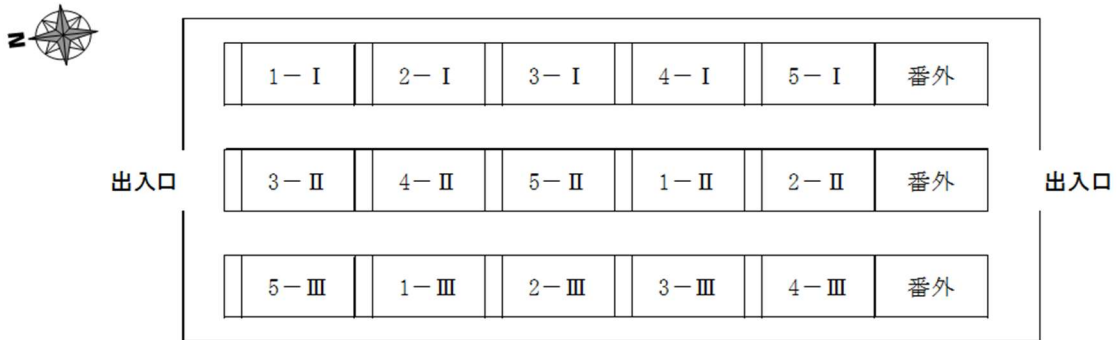 N
1－Ⅰ 2－Ⅰ 3－Ⅰ 4－Ⅰ 5－Ⅰ 番外
出入口 3－Ⅱ 4－Ⅱ 5－Ⅱ 1－Ⅱ 2－Ⅱ 番外 出入口
5－Ⅲ 1－Ⅲ 2－Ⅲ 3－Ⅲ 4－Ⅲ 番外